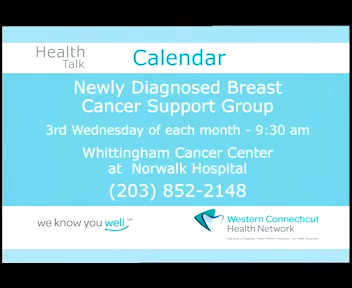 Health
Talk
Calendar
Newly Diagnosed Breast
Cancer Support Group
3rd Wednesday of each month - 9:30 am
Whittingham Cancer Center
at Norwalk Hospital
(203) 852-2148
we know you well℠
Western Connecticut
Health Network